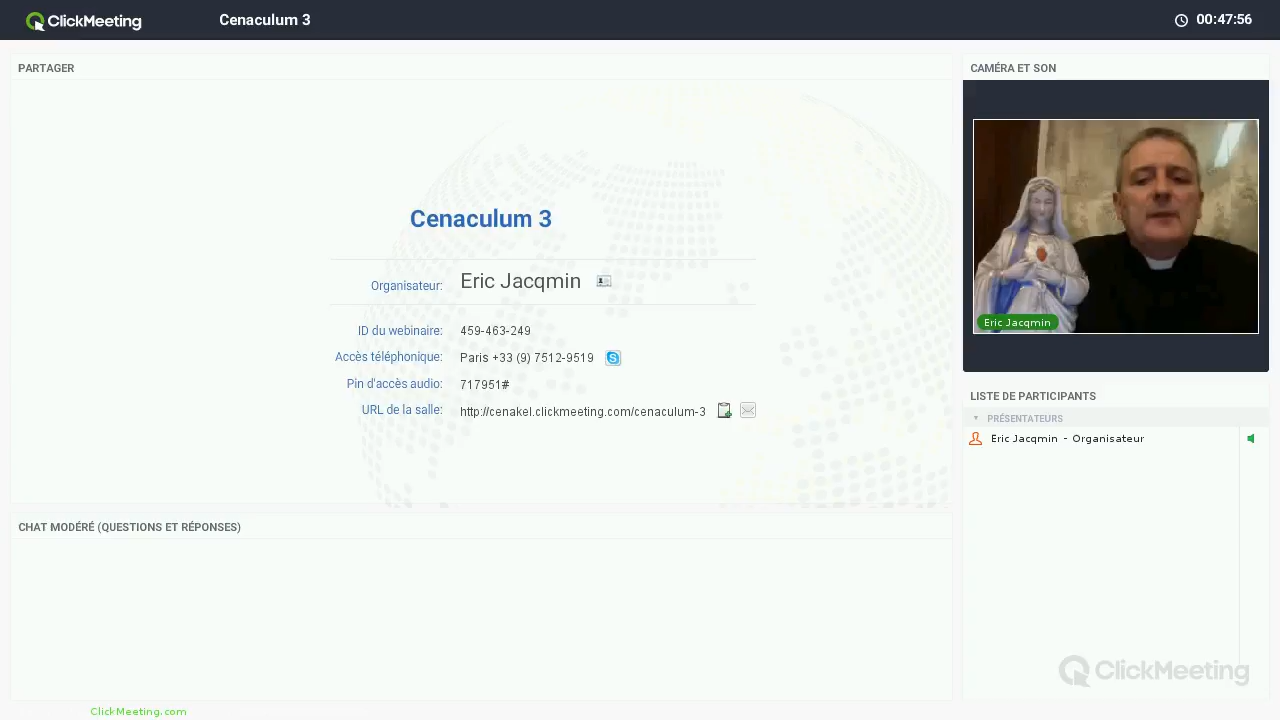 ClickMeeting
Cenaculum 3
00:47:56
PARTAGER
CAMÉRA ET SON
Cenaculum 3
Organisateur: Eric Jacqmin
ID du webinaire: 459-463-249
Accès téléphonique: Paris +33 (9) 7512-9519
Pin d'accès audio: 717951#
URL de la salle: http://cenakel.clickmeeting.com/cenaculum-3
Eric Jacqmin
LISTE DE PARTICIPANTS
PRÉSENTATEURS
Eric Jacqmin - Organisateur
CHAT MODÉRÉ (QUESTIONS ET RÉPONSES)
ClickMeeting
ClickMeeting.com